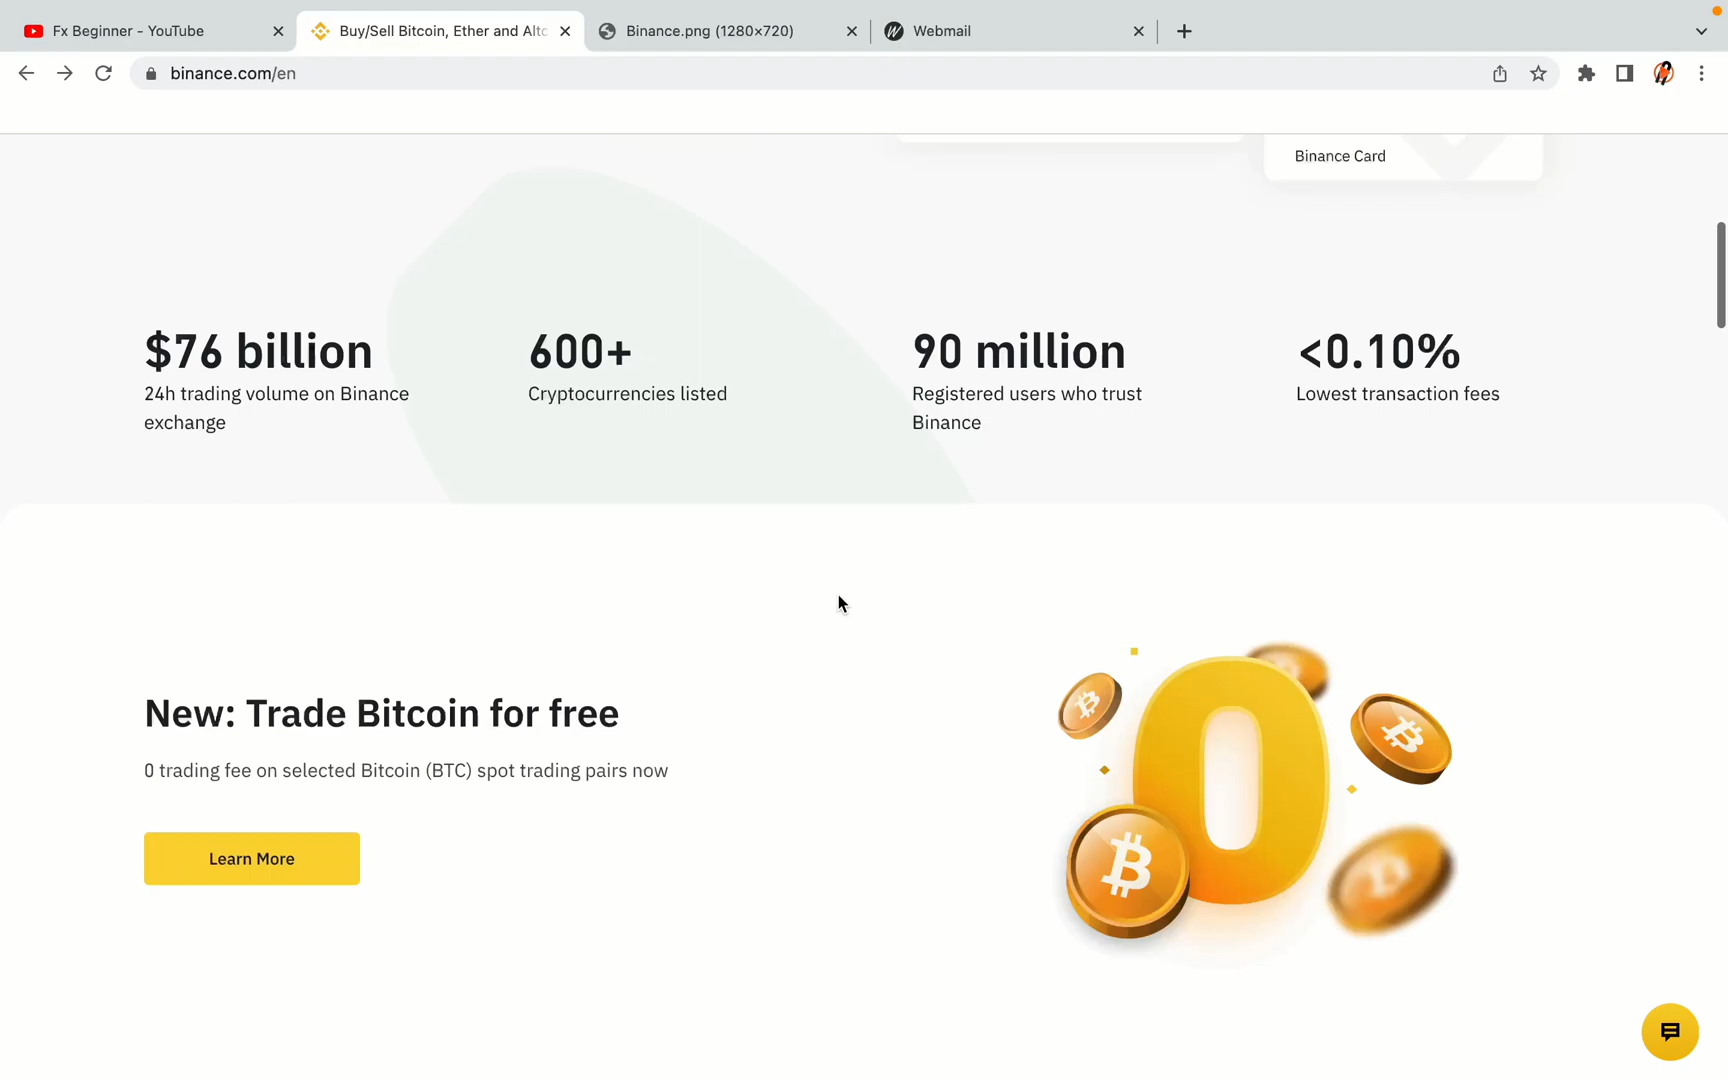 Fx Beginner - YouTube
Buy/Sell Bitcoin, Ether and Altc
Binance.png (1280×720)
Webmail
binance.com/en
Binance Card
$76 billion
24h trading volume on Binance
exchange
600+
Cryptocurrencies listed
90 million
Registered users who trust
Binance
<0.10%
Lowest transaction fees
New: Trade Bitcoin for free
0 trading fee on selected Bitcoin (BTC) spot trading pairs now
Learn More
0